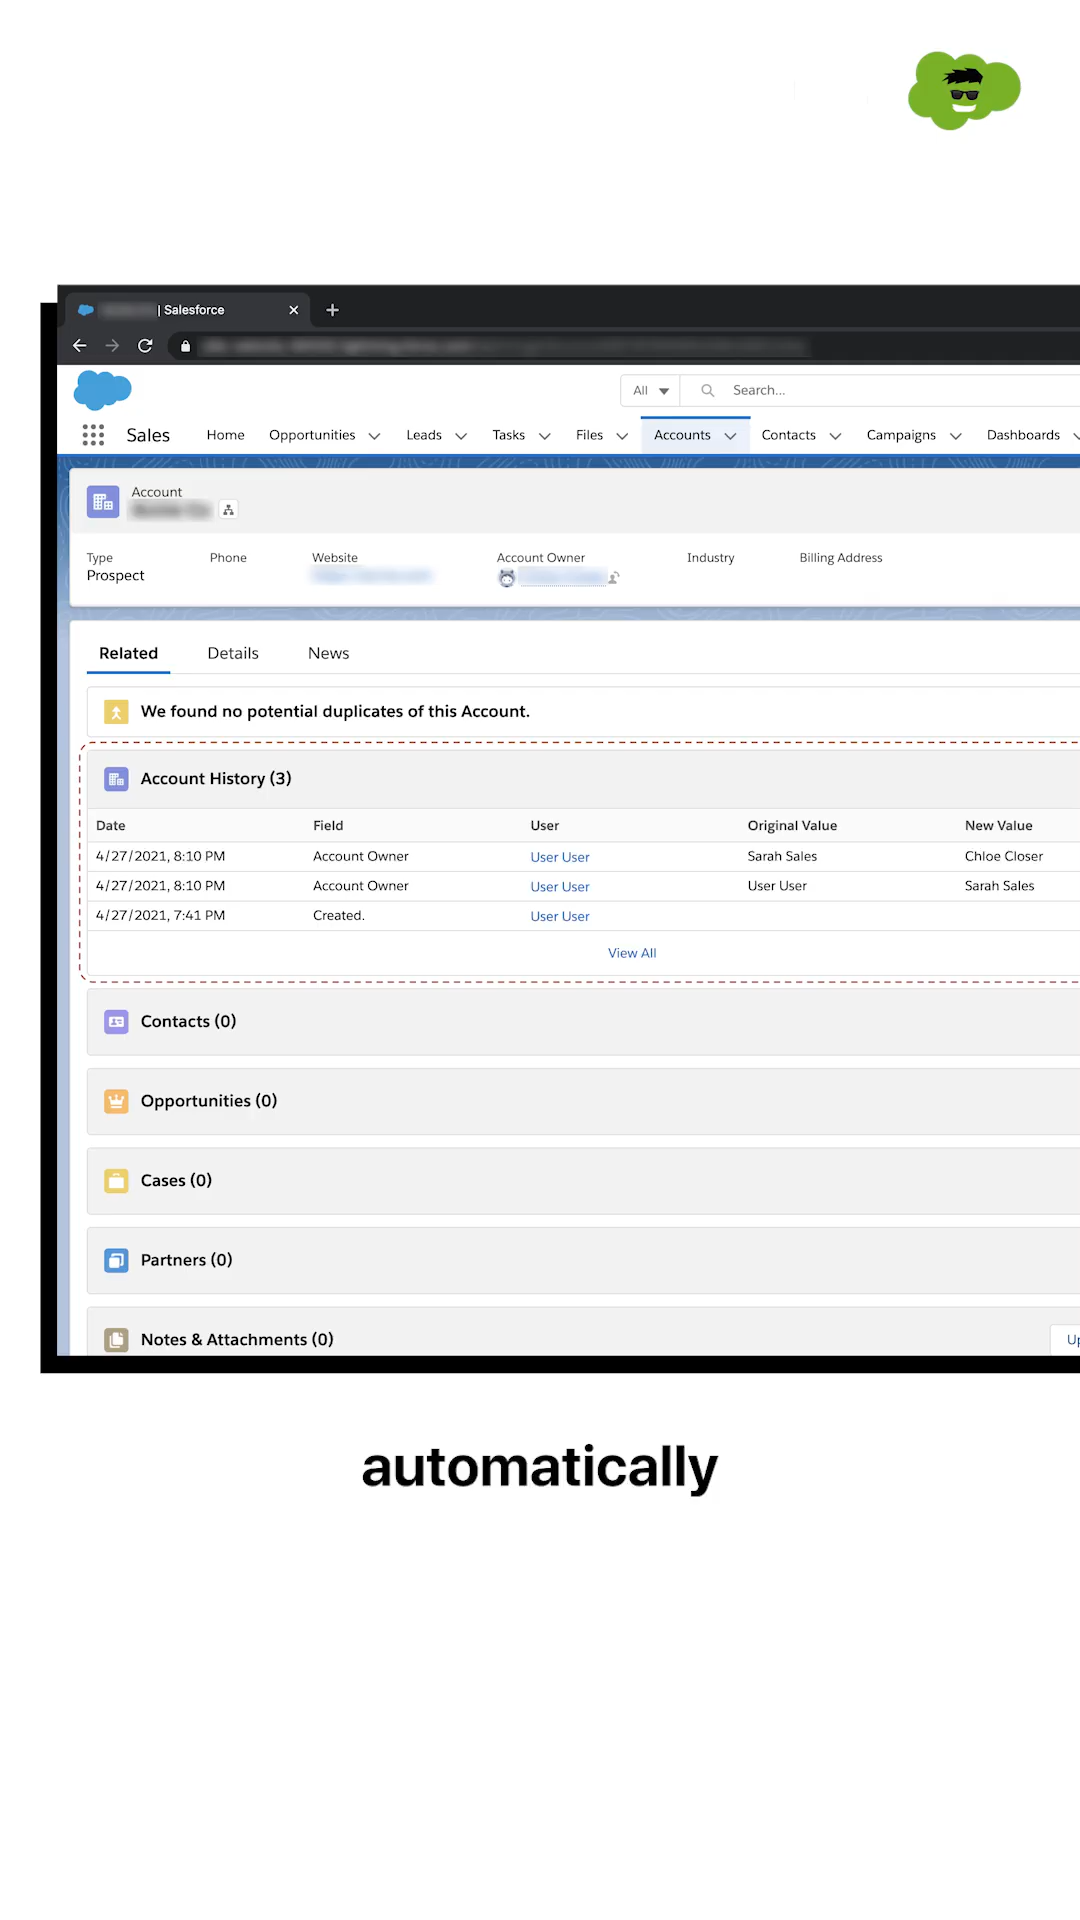 | Salesforce
All
Search...
Sales
Home
Opportunities
Leads
Tasks
Files
Accounts
Contacts
Campaigns
Dashboards
Account
Type
Phone
Website
Account Owner
Industry
Billing Address
Prospect
Related
Details
News
We found no potential duplicates of this Account.
Account History (3)
Date Field User Original Value New Value
4/27/2021, 8:10 PM Account Owner User User Sarah Sales Chloe Closer
4/27/2021, 8:10 PM Account Owner User User User User Sarah Sales
4/27/2021, 7:41 PM Created. User User
View All
Contacts (0)
Opportunities (0)
Cases (0)
Partners (0)
Notes & Attachments (0)
automatically